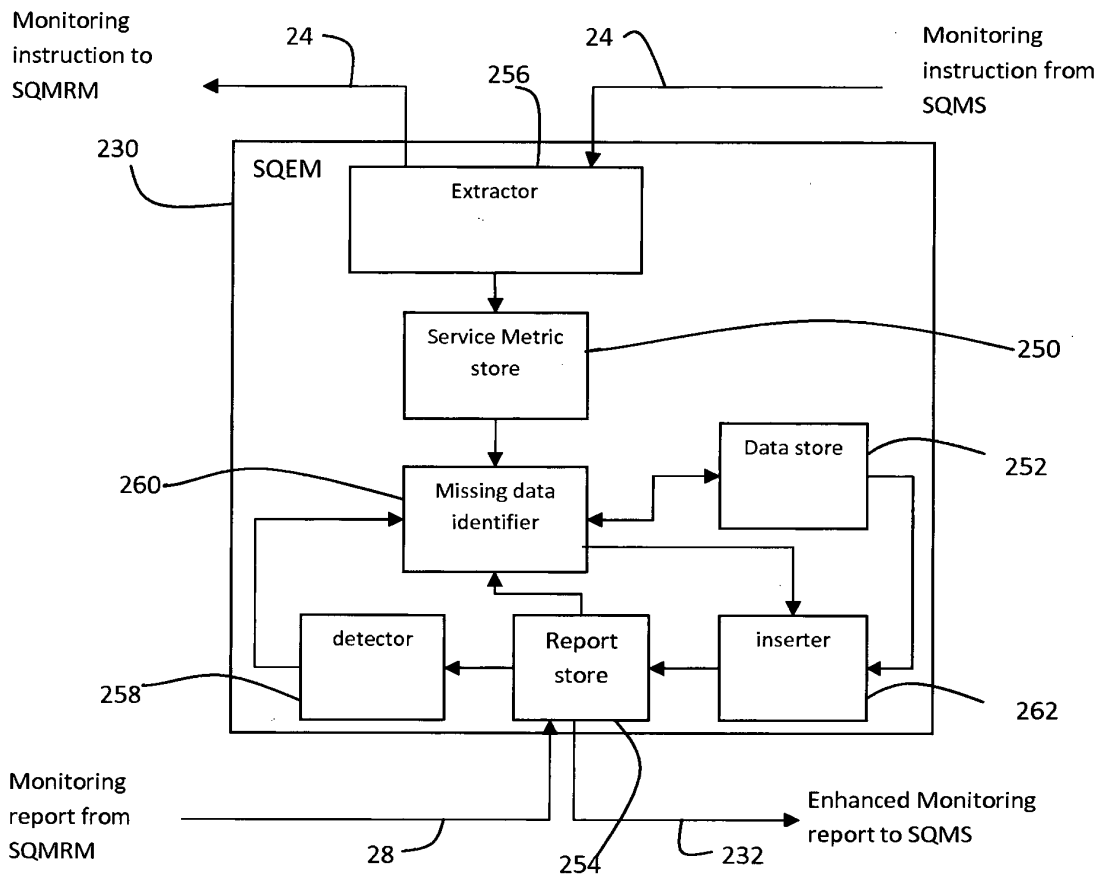 Monitoring
instruction to
SQMRM
24
24
Monitoring
instruction from
SQMS
256
230
SQEM
Extractor
Service Metric
store
250
Data store
252
260
Missing data
identifier
detector
Report
store
inserter
258
262
Monitoring
report from
SQMRM
28
254
232
Enhanced Monitoring
report to SQMS